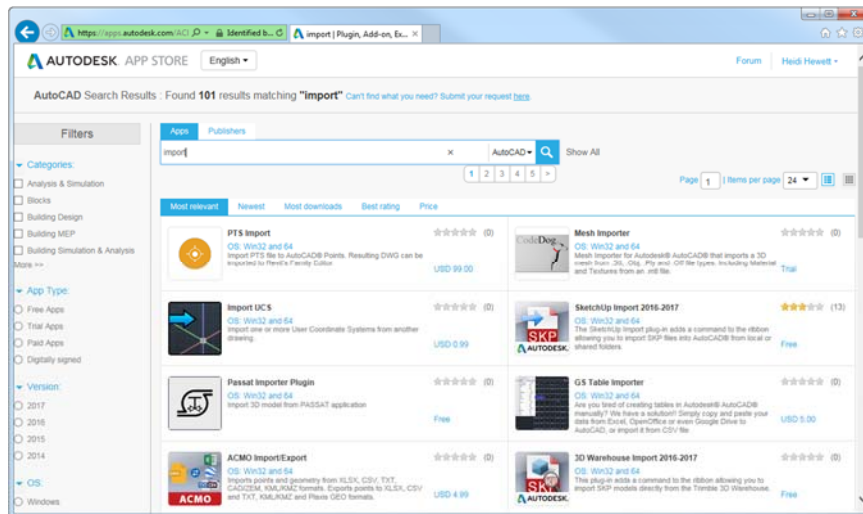 https://apps.autodesk.com/ACI
Identified b...
import | Plugin, Add-on, Ex...
AUTODESK APP STORE
English
Forum
Heidi Hewett
AutoCAD Search Results : Found 101 results matching "import" Can't find what you need? Submit your request here.
Filters
Categories:
Analysis & Simulation
Blocks
Building Design
Building MEP
Building Simulation & Analysis
More >>
App Type:
Free Apps
Trial Apps
Paid Apps
Digitally signed
Version:
2017
2016
2015
2014
OS:
Windows
Apps Publishers
import
AutoCAD
Show All
1 2 3 4 5 >
Page 1 | Items per page 24
Most relevant Newest Most downloads Best rating Price
PTS Import (0)
OS: Win32 and 64
Import PTS file to AutoCAD® Points. Resulting DWG can be
imported to Revit's Family Editor
USD 99.00
Mesh Importer (0)
CodeDog
OS: Win32 and 64
Mesh Importer for Autodesk® AutoCAD® that imports a 3D
mesh from .3ds, .Obj, .Ply and .Off file types. Including Material
and Textures from an .mtl file.
Trial
Import UCS (0)
OS: Win32 and 64
Import one or more User Coordinate Systems from another
drawing.
USD 0.99
SketchUp Import 2016-2017 (13)
OS: Win32 and 64
The SketchUp Import plug-in adds a command to the ribbon
allowing you to import SKP files into AutoCAD® from local or
shared folders.
SKP
AUTODESK.
Free
Passat Importer Plugin (0)
OS: Win32 and 64
Import 3D model from PASSAT application
Free
GS Table Importer (0)
OS: Win32 and 64
Are you tired of creating tables in Autodesk® AutoCAD®
manually? We have a solution!! Simply copy and paste your
data from Excel, OpenOffice or even Google Drive to
AutoCAD, or import it from CSV file.
USD 5.00
ACMO Import/Export (0)
OS: Win32 and 64
Imports points and geometry from XLSX, CSV, TXT,
CADIZEM, KML/KMZ formats. Exports points to XLSX, CSV
and TXT, KML/KMZ and Plaxis GEO formats.
ACMO
USD 4.99
3D Warehouse Import 2016-2017 (0)
OS: Win32 and 64
This plug-in adds a command to the ribbon allowing you to
import SKP models directly from the Trimble 3D Warehouse.
SKP
AUTODESK.
Free